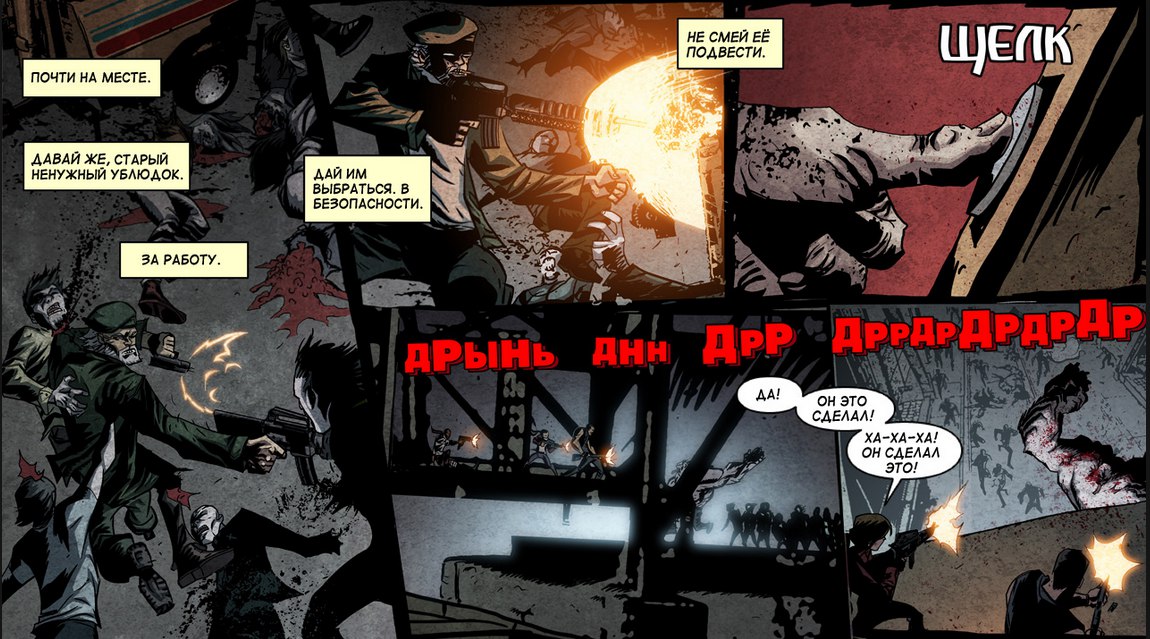 ПОЧТИ НА МЕСТЕ.
ДАВАЙ ЖЕ, СТАРЫЙ
НЕНУЖНЫЙ УБЛЮДОК.
ЗА РАБОТУ.
ДАЙ ИМ
ВЫБРАТЬСЯ. В
БЕЗОПАСНОСТИ.
НЕ СМЕЙ ЕЁ
ПОДВЕСТИ.
ЩЕЛК
ДРЫНЬ ДНН ДРР ДРРДРДРДРДР
ДА!
ОН ЭТО
СДЕЛАЛ!
ХА-ХА-ХА!
ОН СДЕЛАЛ
ЭТО!